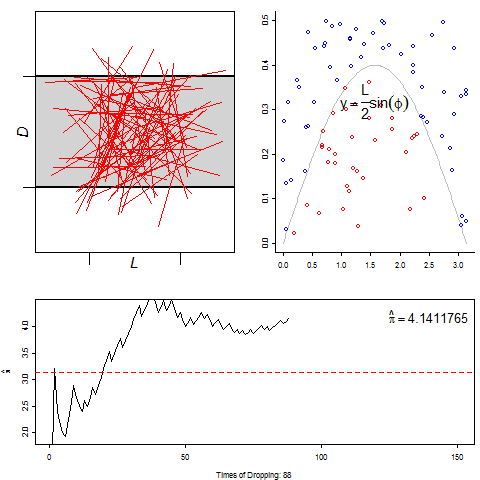 D
L
0.0 0.1 0.2 0.3 0.4 0.5
0.0 0.5 1.0 1.5 2.0 2.5 3.0
y = L/2 sin(ϕ)
π̂
2.0 2.5 3.0 3.5 4.0
π̂ = 4.1411765
0 50 100 150
Times of Dropping: 88